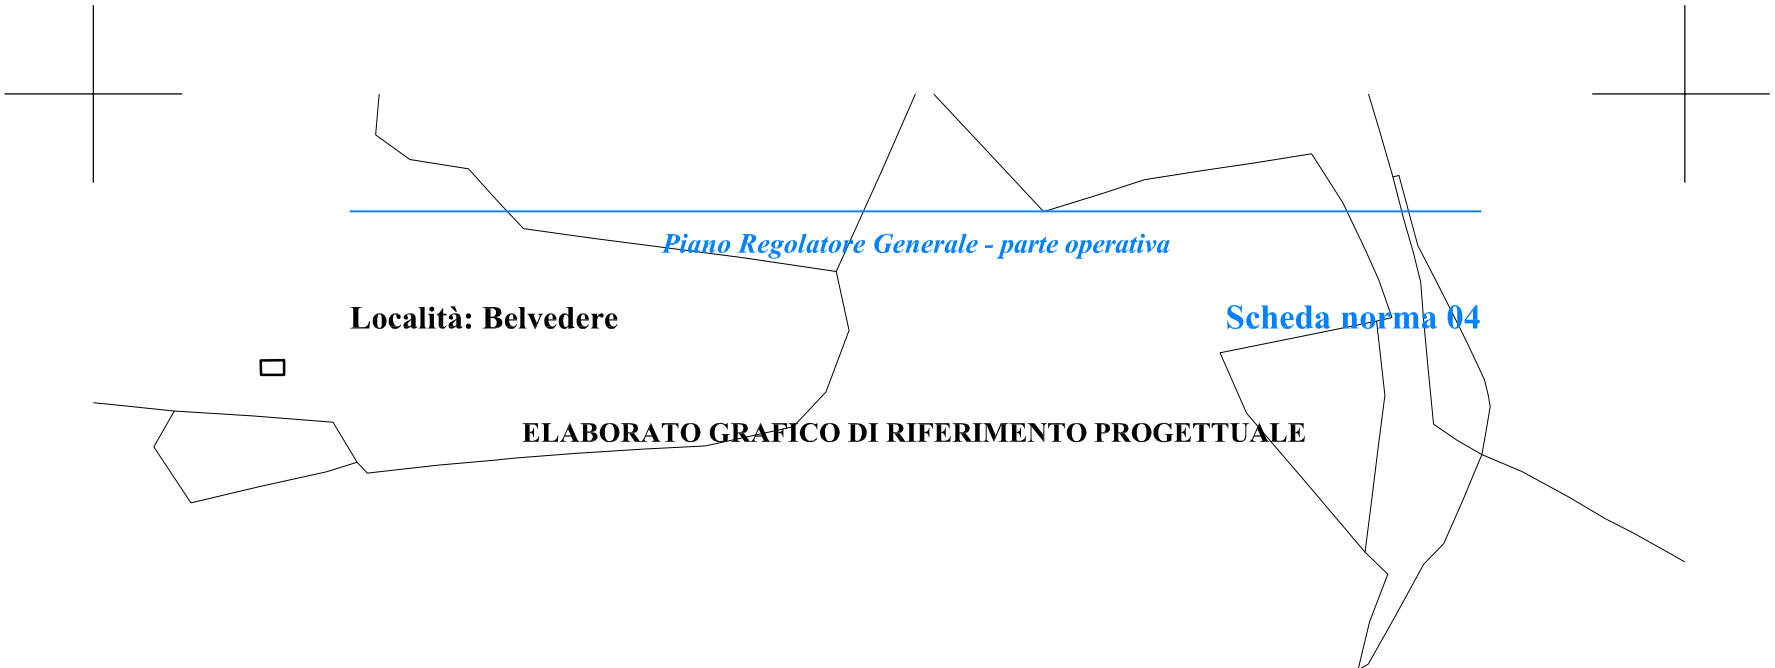 Piano Regolatore Generale - parte operativa
Località: Belvedere Scheda norma 04
ELABORATO GRAFICO DI RIFERIMENTO PROGETTUALE